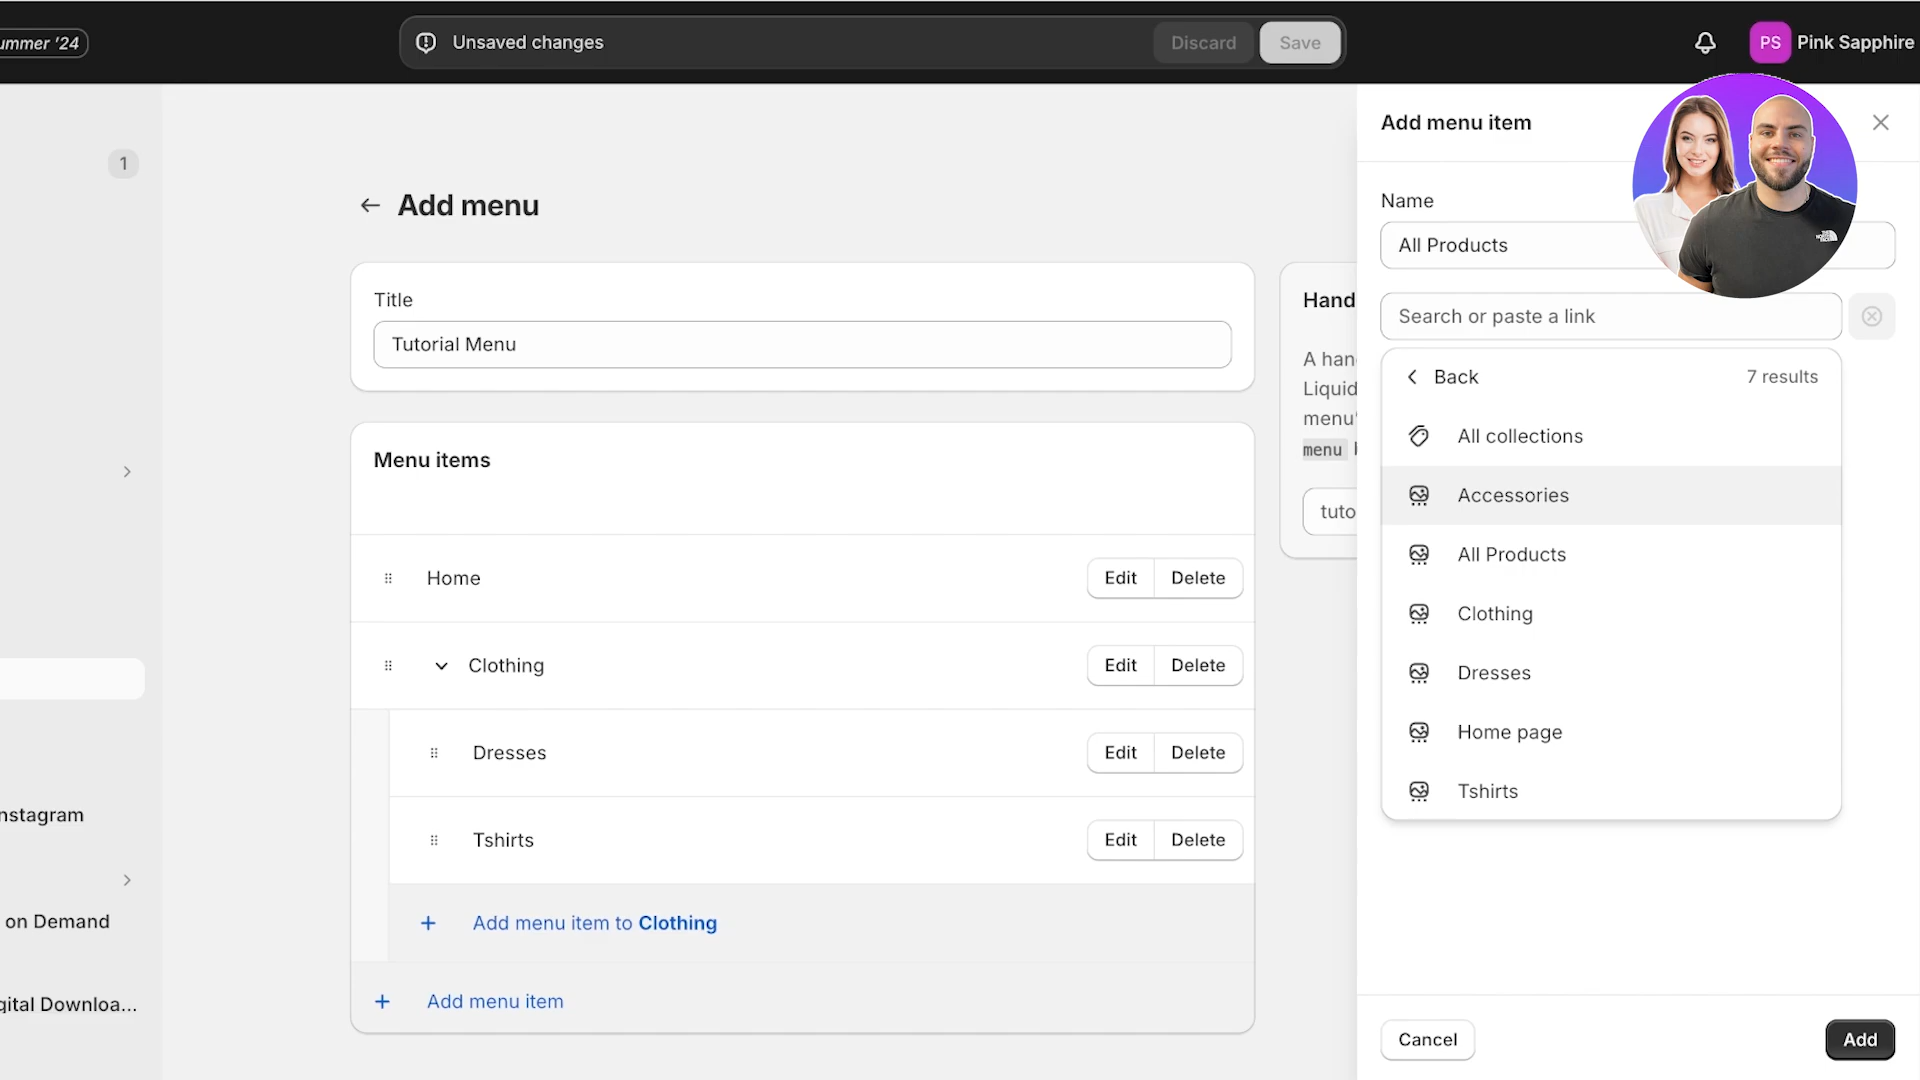 ummer '24
Unsaved changes
Discard
Save
PS
Pink Sapphire
1
nstagram
on Demand
gital Downloa...
Add menu
Title
Tutorial Menu
Menu items
Home
Edit
Delete
Clothing
Edit
Delete
Dresses
Edit
Delete
Tshirts
Edit
Delete
Add menu item to Clothing
Add menu item
Hand
A han
Liquid
menu'
menu
tuto
Add menu item
Name
All Products
THE NORTH FACE
Search or paste a link
Back
7 results
All collections
Accessories
All Products
Clothing
Dresses
Home page
Tshirts
Cancel
Add